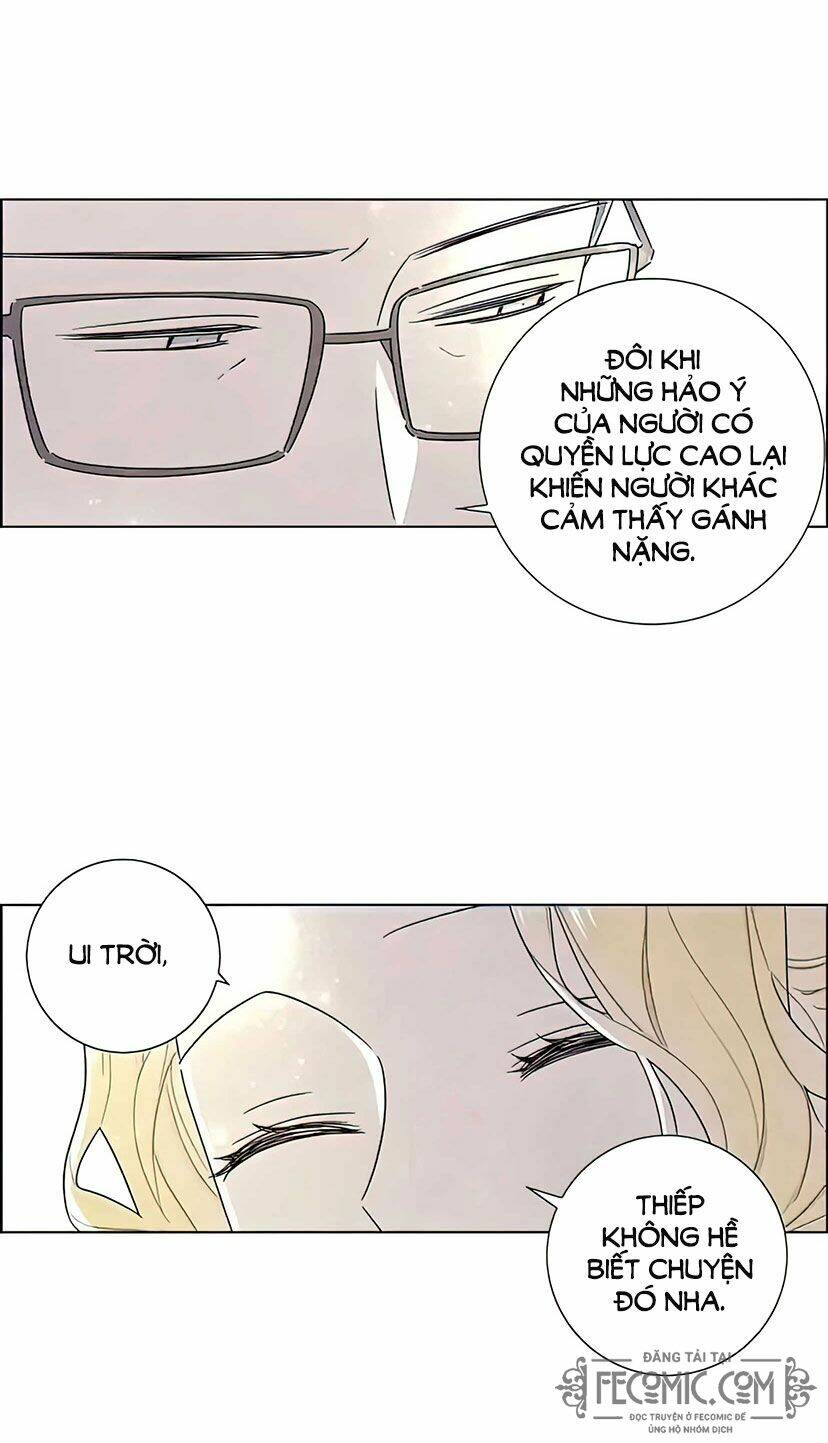 ĐÔI KHI
NHỮNG HẢO Ý
CỦA NGƯỜI CÓ
QUYỀN LỰC CAO LẠI
KHIẾN NGƯỜI KHÁC
CẢM THẤY GÁNH
NẶNG.
UI TRỜI,
THIẾP
KHÔNG HỀ
BIẾT CHUYỆN
ĐÓ NHA.
ĐĂNG TẢI TẠI
FECOMIC.COM
ĐỌC TRUYỆN Ở FECOMIC ĐỂ
ỦNG HỘ NHÓM DỊCH